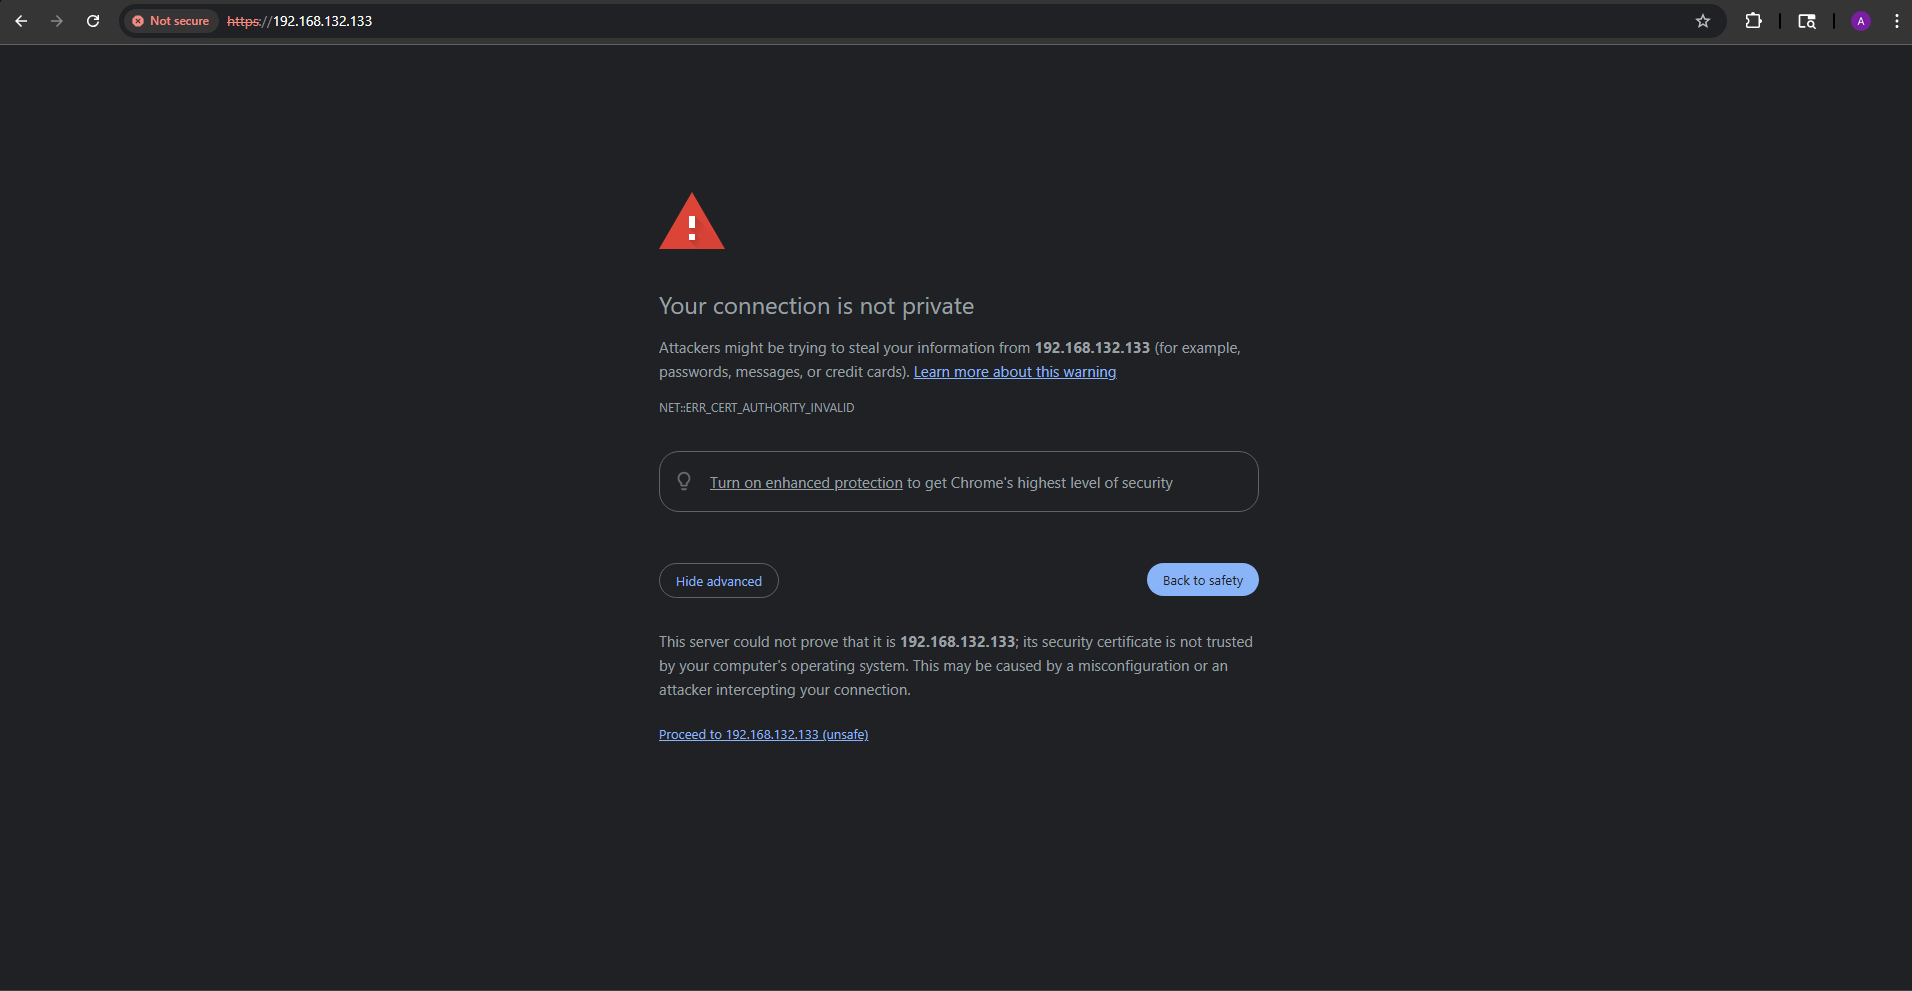 Not secure https://192.168.132.133 A
Your connection is not private
Attackers might be trying to steal your information from 192.168.132.133 (for example,
passwords, messages, or credit cards). Learn more about this warning
NET::ERR_CERT_AUTHORITY_INVALID
Turn on enhanced protection to get Chrome's highest level of security
Hide advanced Back to safety
This server could not prove that it is 192.168.132.133; its security certificate is not trusted
by your computer's operating system. This may be caused by a misconfiguration or an
attacker intercepting your connection.
Proceed to 192.168.132.133 (unsafe)